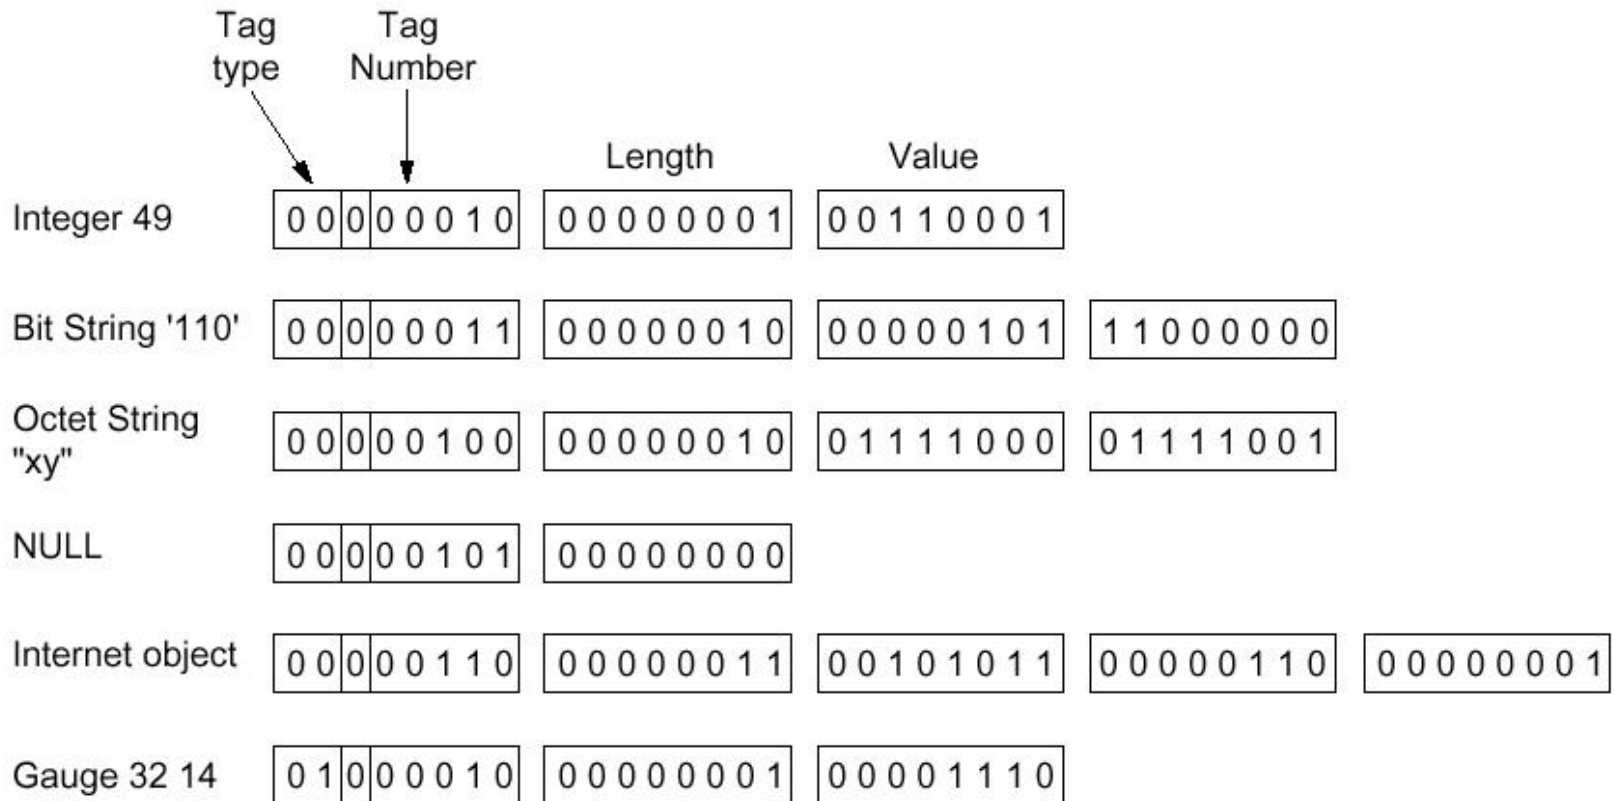 Tag Tag
type Number
Length Value
Integer 49 0 0 0 0 0 0 1 0 0 0 0 0 0 0 0 1 0 0 1 1 0 0 0 1
Bit String '110' 0 0 0 0 0 0 1 1 0 0 0 0 0 0 1 0 0 0 0 0 0 1 0 1 1 1 0 0 0 0 0 0
Octet String
"xy" 0 0 0 0 0 1 0 0 0 0 0 0 0 0 1 0 0 1 1 1 1 0 0 0 0 1 1 1 1 0 0 1
NULL 0 0 0 0 0 1 0 1 0 0 0 0 0 0 0 0
Internet object 0 0 0 0 0 1 1 0 0 0 0 0 0 0 1 1 0 0 1 0 1 0 1 1 0 0 0 0 0 1 1 0 0 0 0 0 0 0 0 1
Gauge 32 14 0 1 0 0 0 0 1 0 0 0 0 0 0 0 0 1 0 0 0 0 1 1 1 0